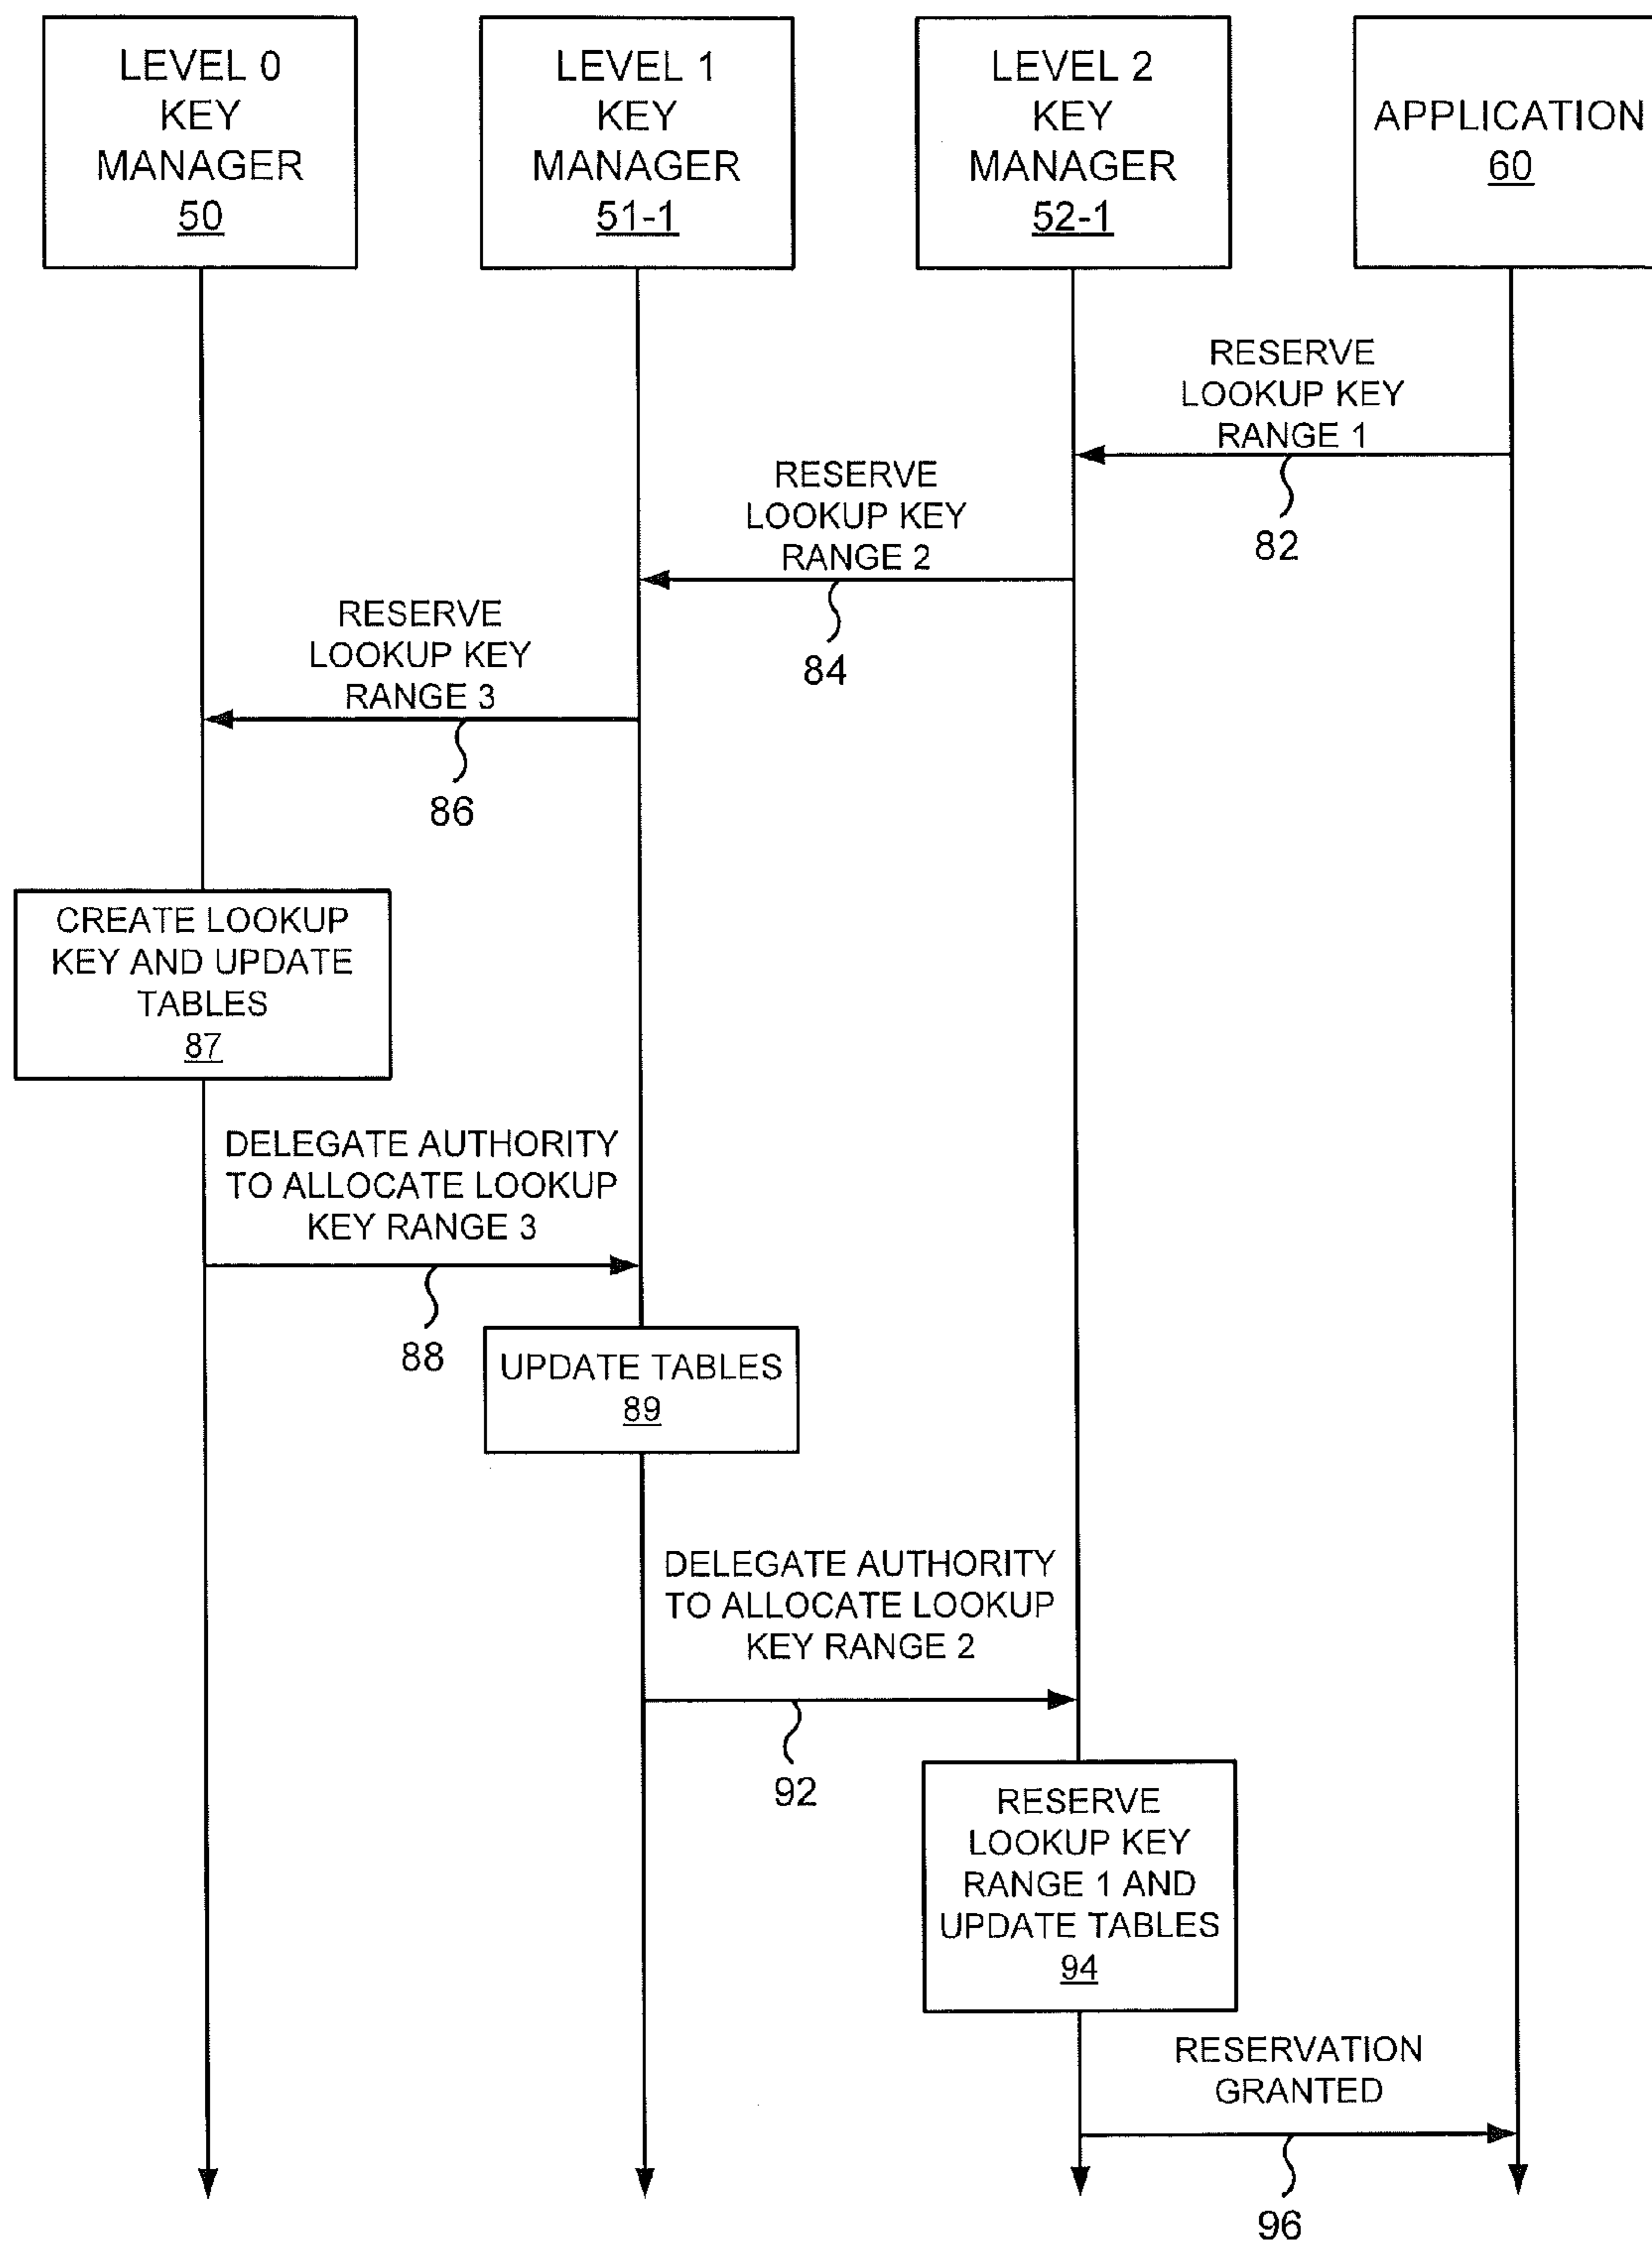 LEVEL 0
KEY
MANAGER
50
LEVEL 1
KEY
MANAGER
51-1
LEVEL 2
KEY
MANAGER
52-1
APPLICATION
60
RESERVE
LOOKUP KEY
RANGE 1
82
RESERVE
LOOKUP KEY
RANGE 2
84
RESERVE
LOOKUP KEY
RANGE 3
86
CREATE LOOKUP
KEY AND UPDATE
TABLES
87
DELEGATE AUTHORITY
TO ALLOCATE LOOKUP
KEY RANGE 3
88
UPDATE TABLES
89
DELEGATE AUTHORITY
TO ALLOCATE LOOKUP
KEY RANGE 2
92
RESERVE
LOOKUP KEY
RANGE 1 AND
UPDATE TABLES
94
RESERVATION
GRANTED
96